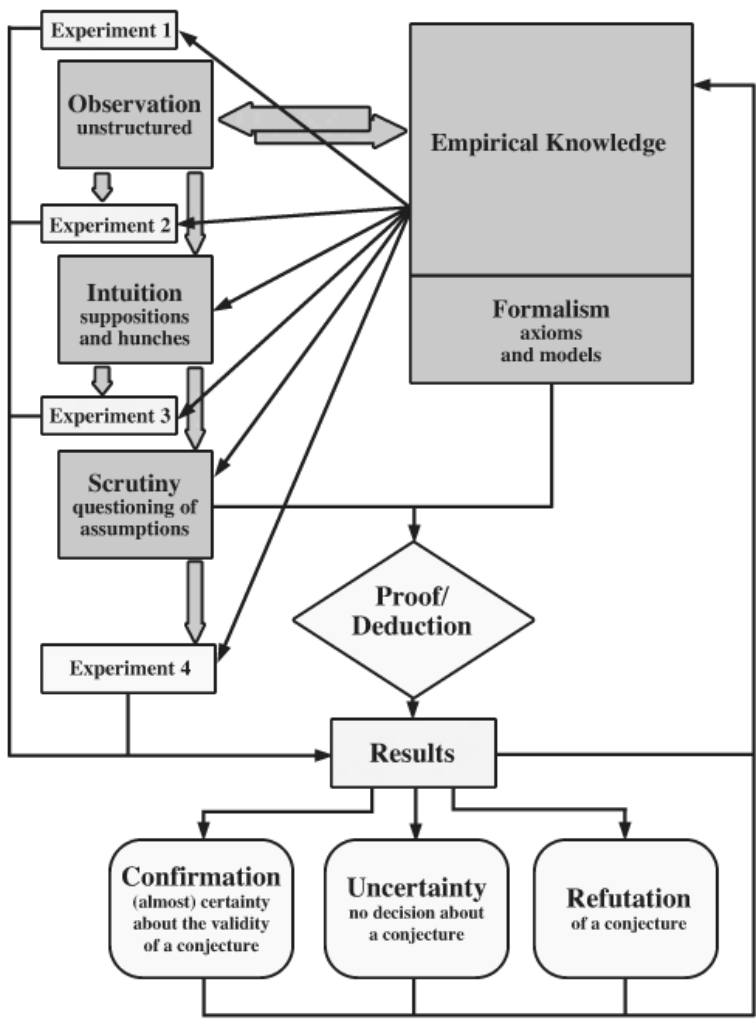 Experiment 1
Observation
unstructured
Experiment 2
Intuition
suppositions
and hunches
Experiment 3
Scrutiny
questioning of
assumptions
Experiment 4
Empirical Knowledge
Formalism
axioms
and models
Proof/
Deduction
Results
Confirmation
(almost) certainty
about the validity
of a conjecture
Uncertainty
no decision about
a conjecture
Refutation
of a conjecture